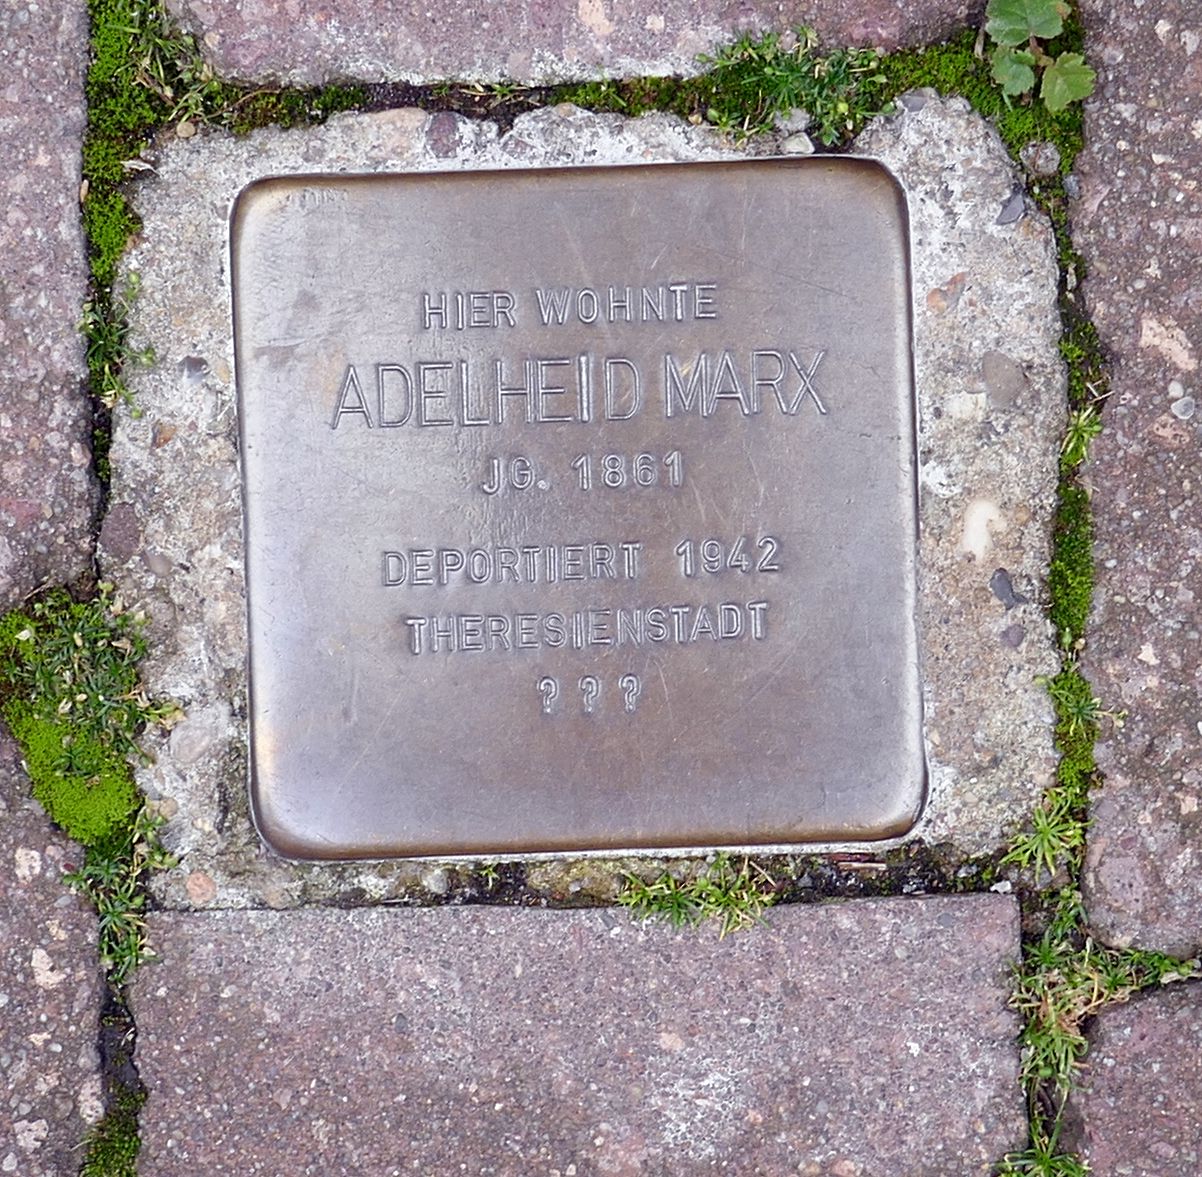 HIER WOHNTE
ADELHEID MARX
JG. 1861
DEPORTIERT 1942
THERESIENSTADT
? ? ?